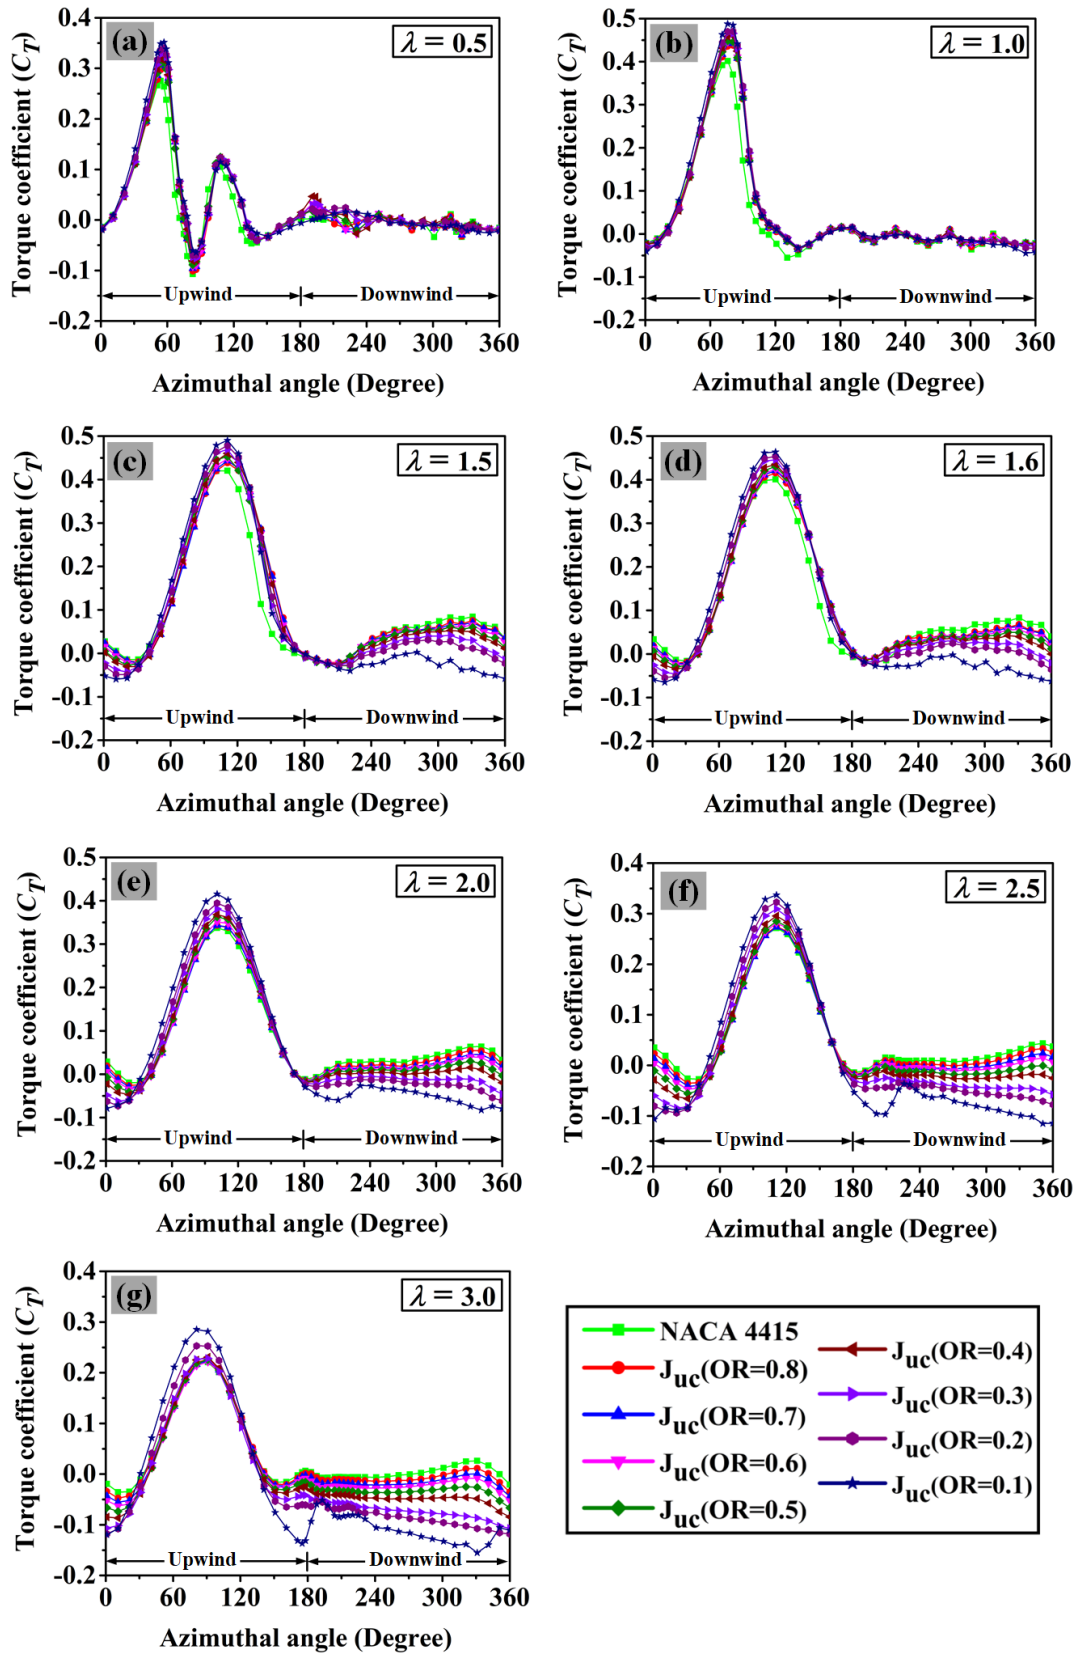 (a)
λ = 0.5
Torque coefficient (CT)
0.4
0.3
0.2
0.1
0.0
-0.1
-0.2
Upwind
Downwind
0 60 120 180 240 300 360
Azimuthal angle (Degree)
(b)
λ = 1.0
Torque coefficient (CT)
0.5
0.4
0.3
0.2
0.1
0.0
-0.1
-0.2
Upwind
Downwind
0 60 120 180 240 300 360
Azimuthal angle (Degree)
(c)
λ = 1.5
Torque coefficient (CT)
0.5
0.4
0.3
0.2
0.1
0.0
-0.1
-0.2
Upwind
Downwind
0 60 120 180 240 300 360
Azimuthal angle (Degree)
(d)
λ = 1.6
Torque coefficient (CT)
0.5
0.4
0.3
0.2
0.1
0.0
-0.1
-0.2
Upwind
Downwind
0 60 120 180 240 300 360
Azimuthal angle (Degree)
(e)
λ = 2.0
Torque coefficient (CT)
0.5
0.4
0.3
0.2
0.1
0.0
-0.1
-0.2
Upwind
Downwind
0 60 120 180 240 300 360
Azimuthal angle (Degree)
(f)
λ = 2.5
Torque coefficient (CT)
0.4
0.3
0.2
0.1
0.0
-0.1
-0.2
Upwind
Downwind
0 60 120 180 240 300 360
Azimuthal angle (Degree)
(g)
λ = 3.0
Torque coefficient (CT)
0.4
0.3
0.2
0.1
0.0
-0.1
-0.2
Upwind
Downwind
0 60 120 180 240 300 360
Azimuthal angle (Degree)
NACA 4415
Juc(OR=0.8)
Juc(OR=0.7)
Juc(OR=0.6)
Juc(OR=0.5)
Juc(OR=0.4)
Juc(OR=0.3)
Juc(OR=0.2)
Juc(OR=0.1)